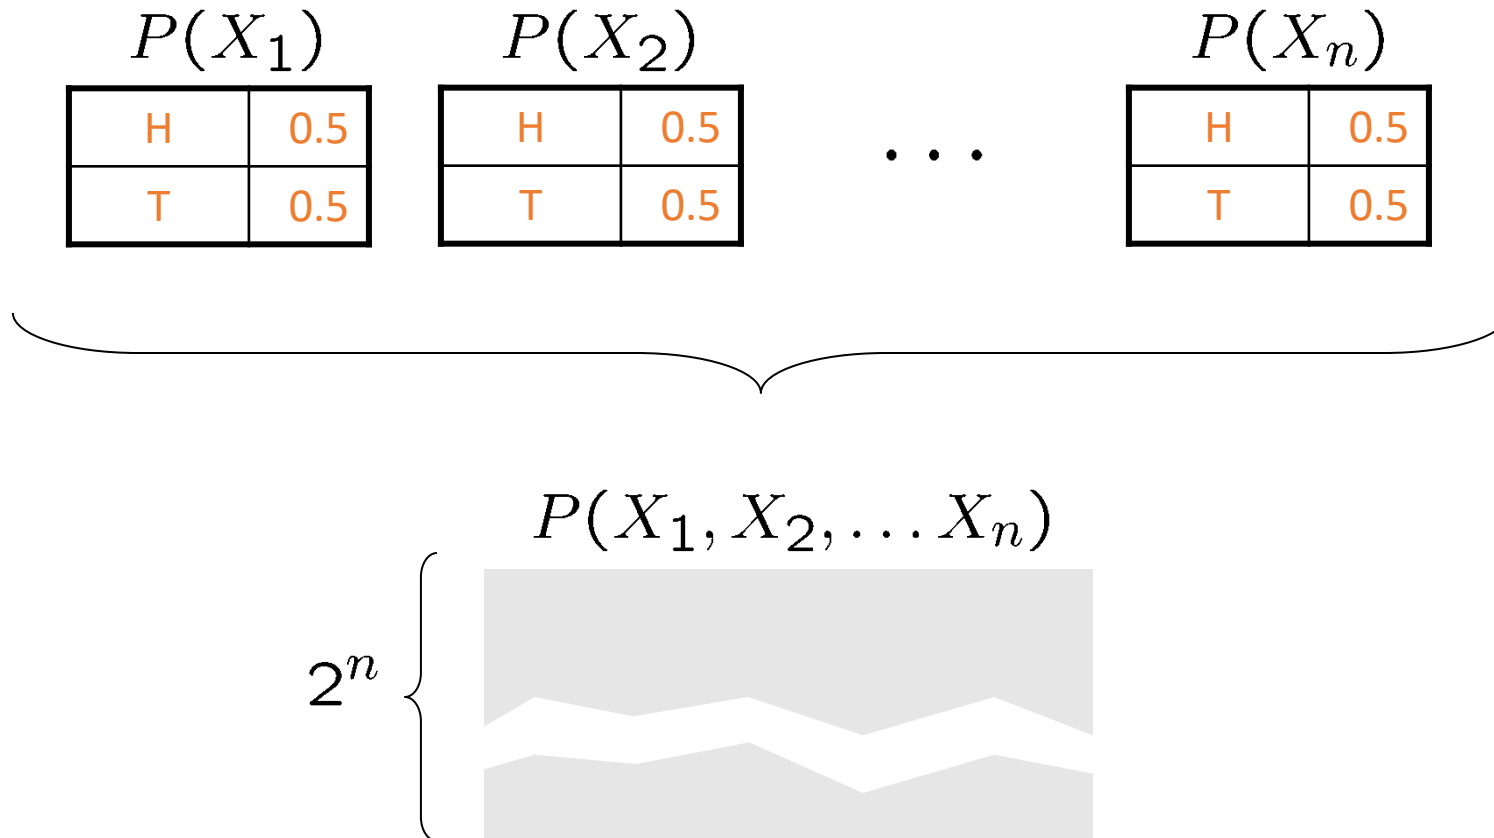 P(X₁) P(X₂) P(Xₙ)
H 0.5 H 0.5 . . . H 0.5
T 0.5 T 0.5 T 0.5
P(X₁, X₂, . . . Xₙ)
2ⁿ